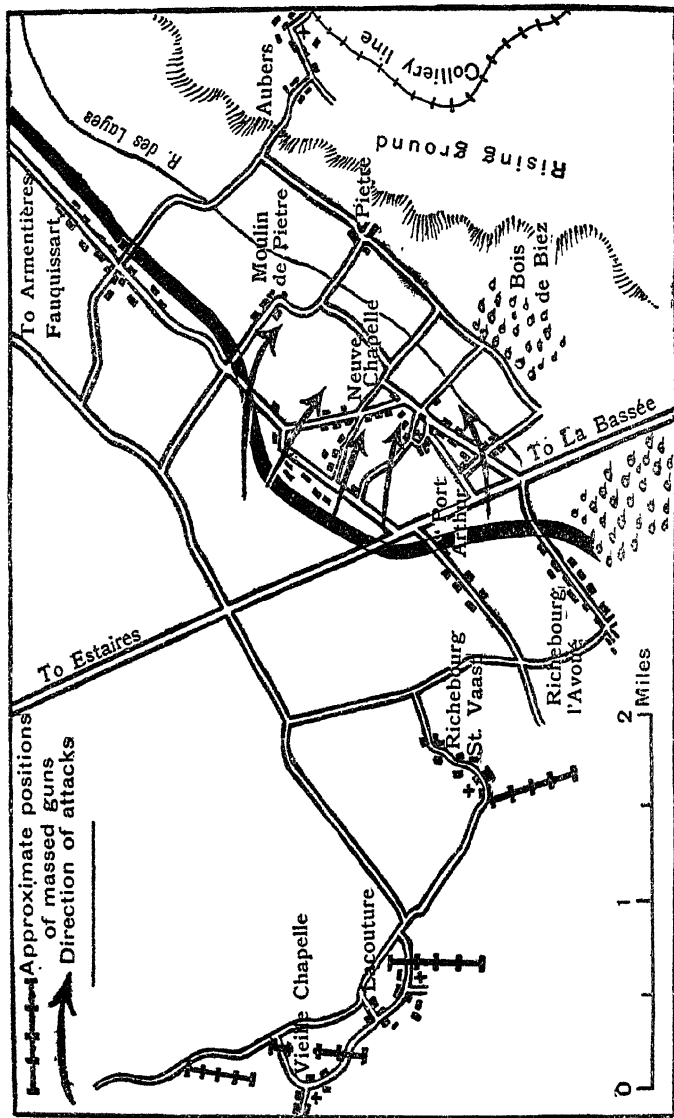 Approximate positions
of massed guns
Direction of attacks
To Estaires
To Armentières
Fauquissart
R. des Layes
Aubers
Colliery line
Rising ground
Moulin
de Pietre
Pietre
Neuve
Chapelle
Bois
de Biez
To La Bassée
Port
Arthur
Richebourg
St. Vaast
Richebourg
l'Avoué
Vieille Chapelle
Lacouture
0
1
2
Miles